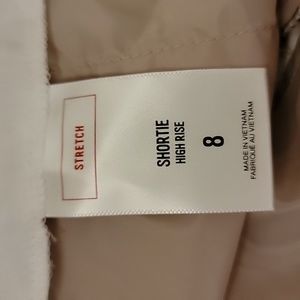 STRETCH
SHORTIE
HIGH RISE
8
MADE IN VIETNAM
FABRIQUÉ AU VIETNAM